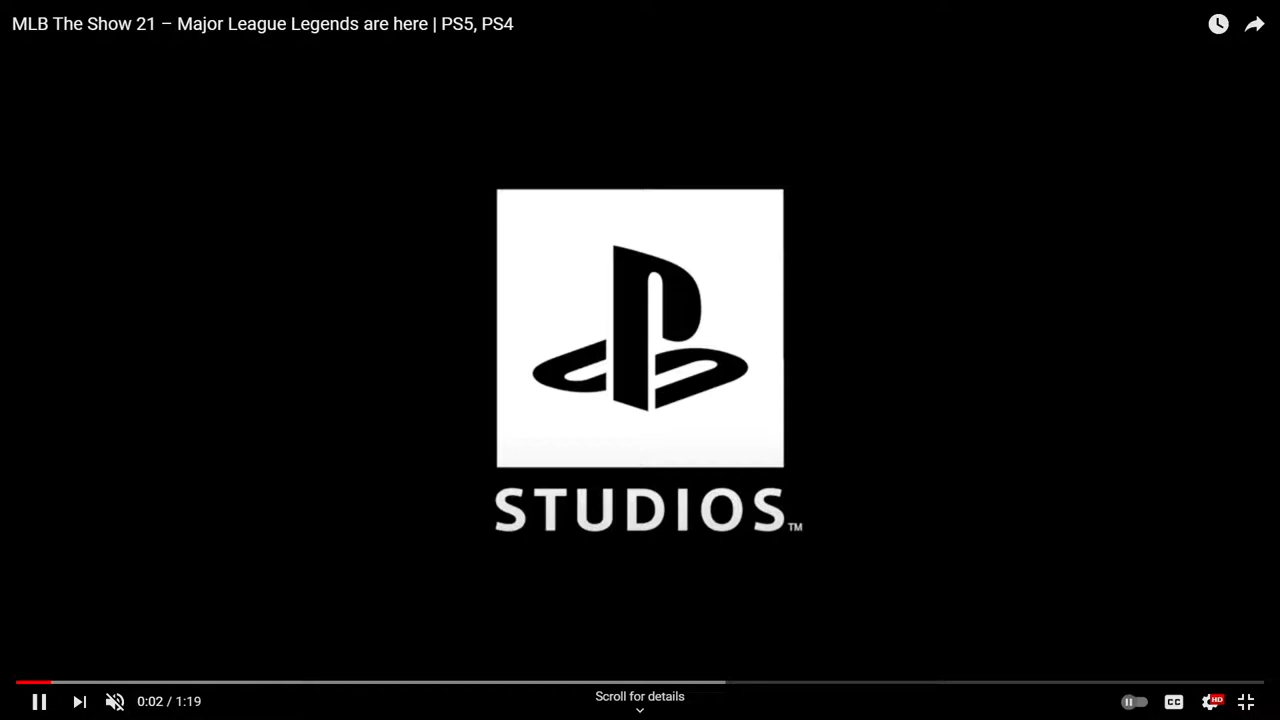 MLB The Show 21 – Major League Legends are here | PS5, PS4
STUDIOS™
Scroll for details
0:02 / 1:19
CC
HD